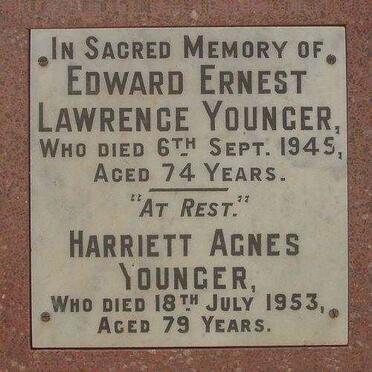 In Sacred Memory of
Edward Ernest
Lawrence Younger,
Who died 6th Sept. 1945,
Aged 74 Years.
"At Rest."
Harriett Agnes
Younger,
Who died 18th July 1953,
Aged 79 Years.